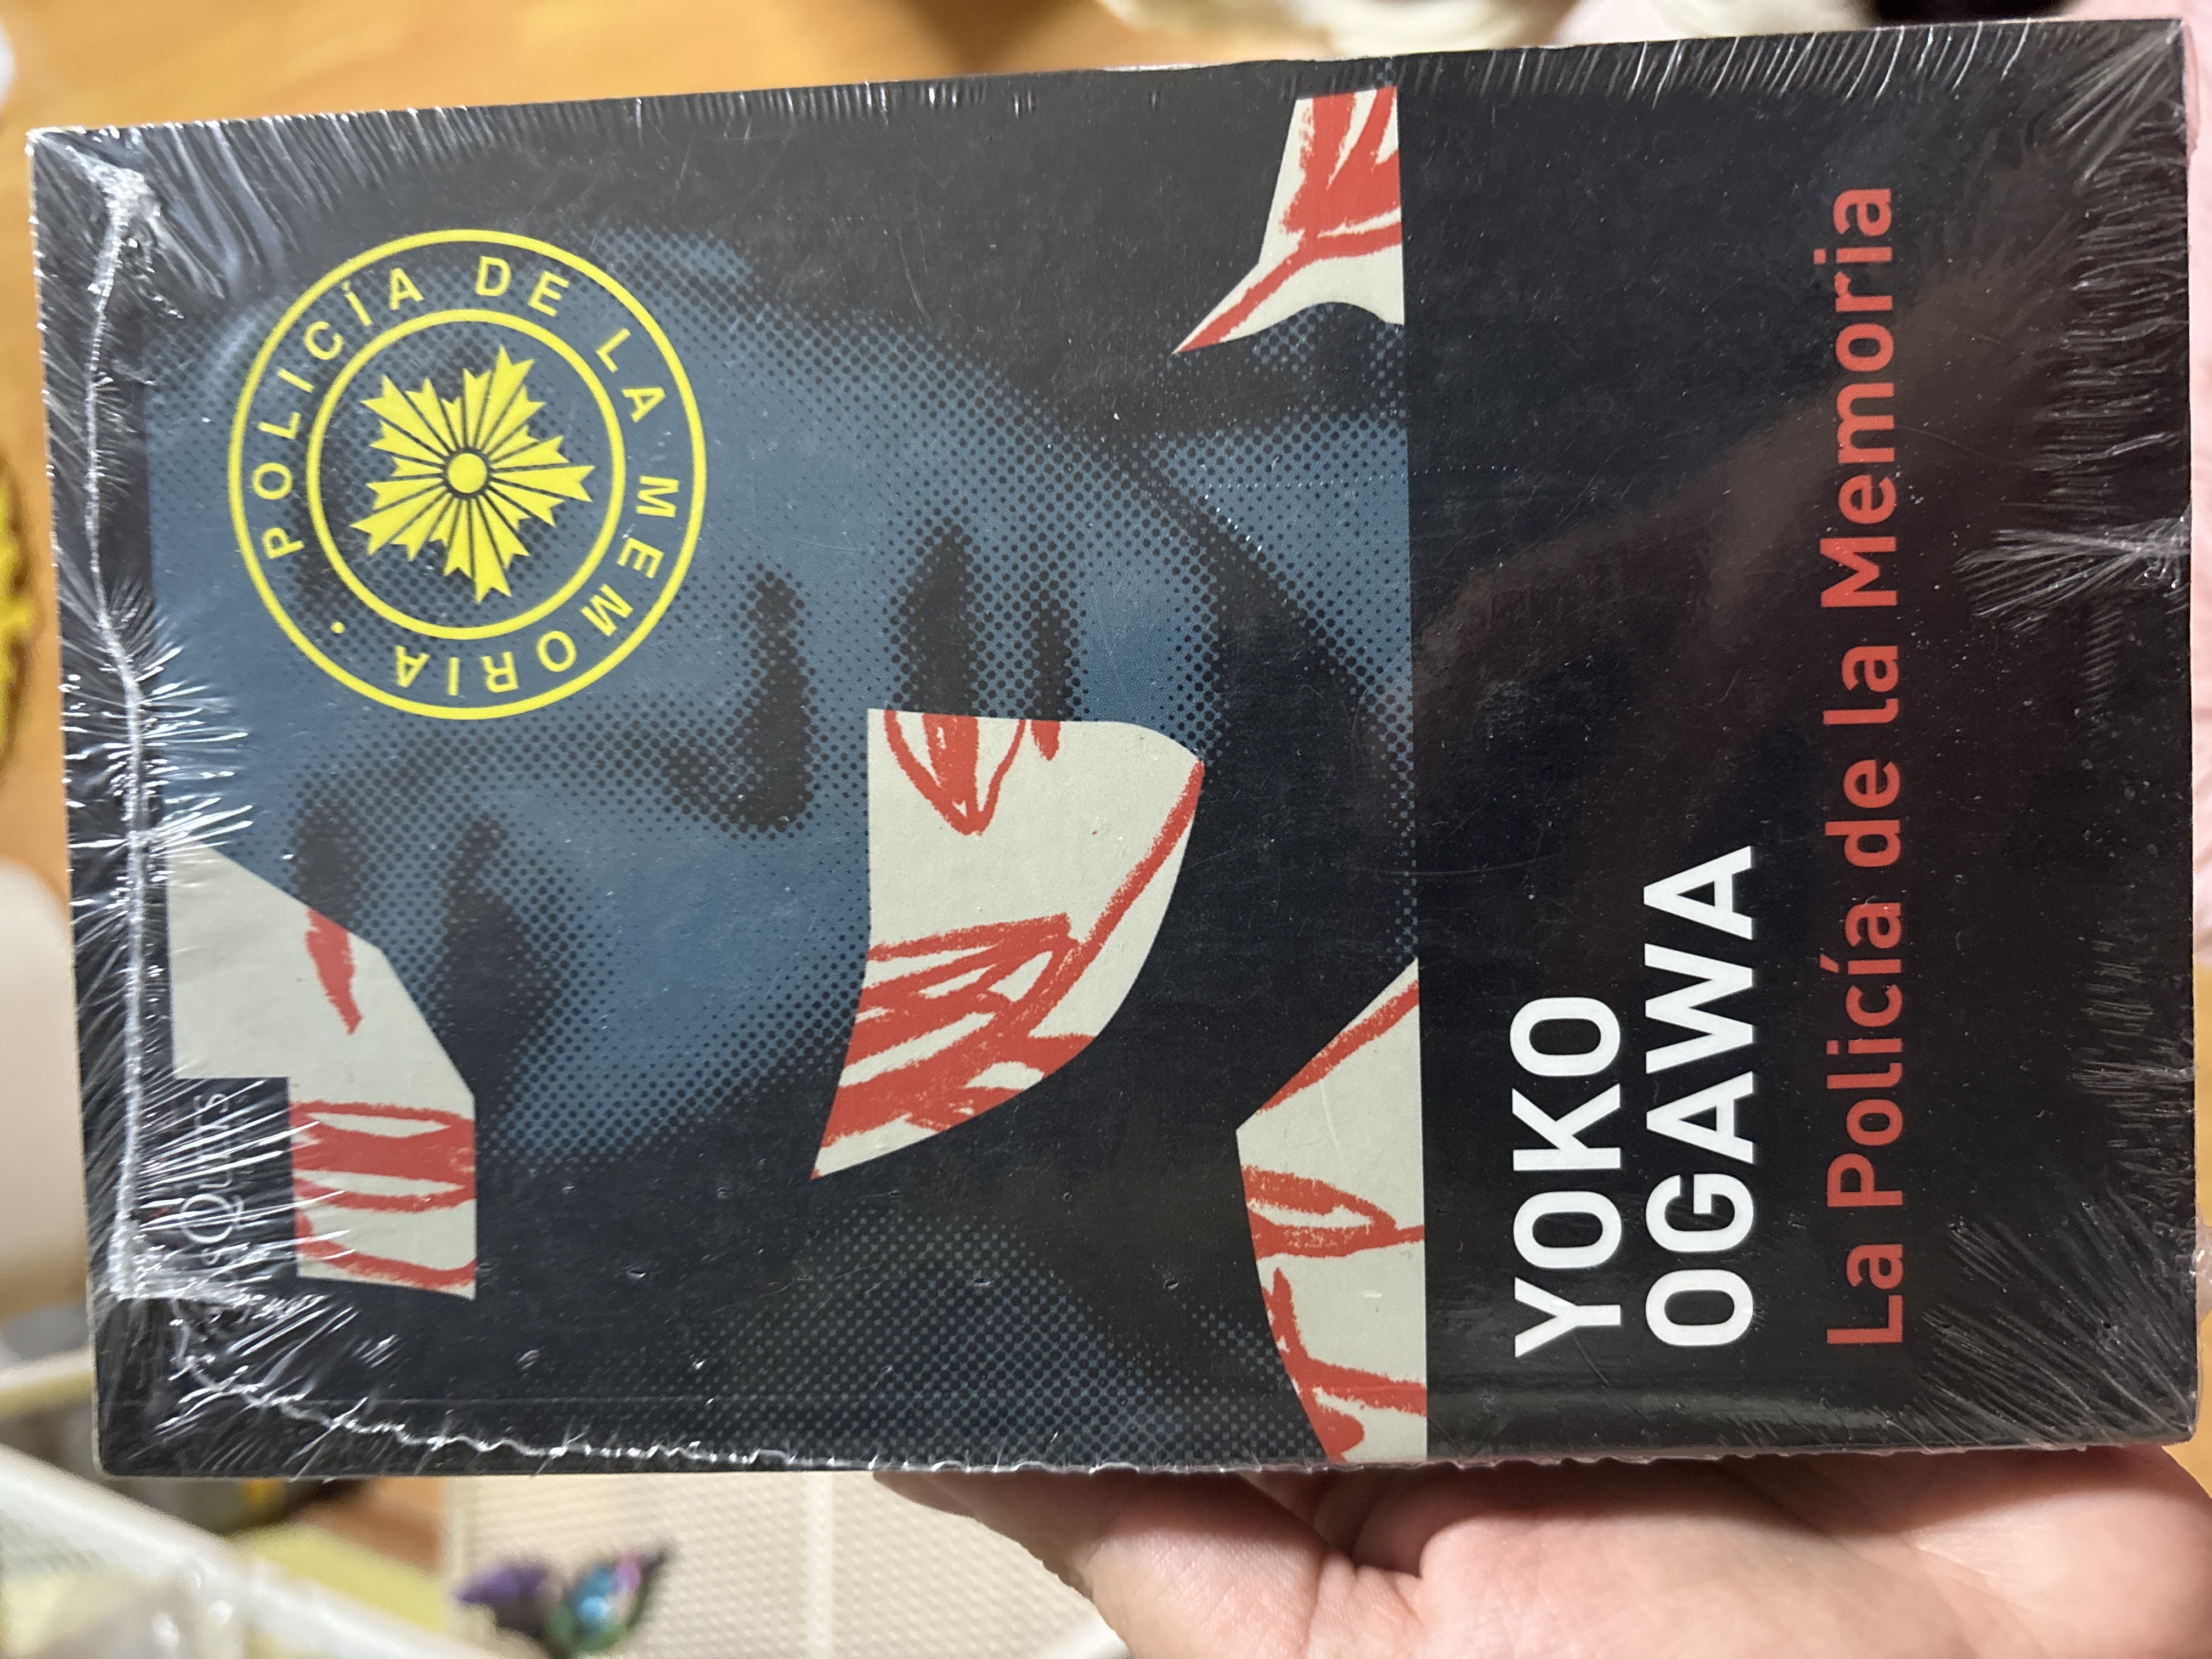 POLICÍA DE LA MEMORIA ·
YOKO
OGAWA
La Policía de la Memoria